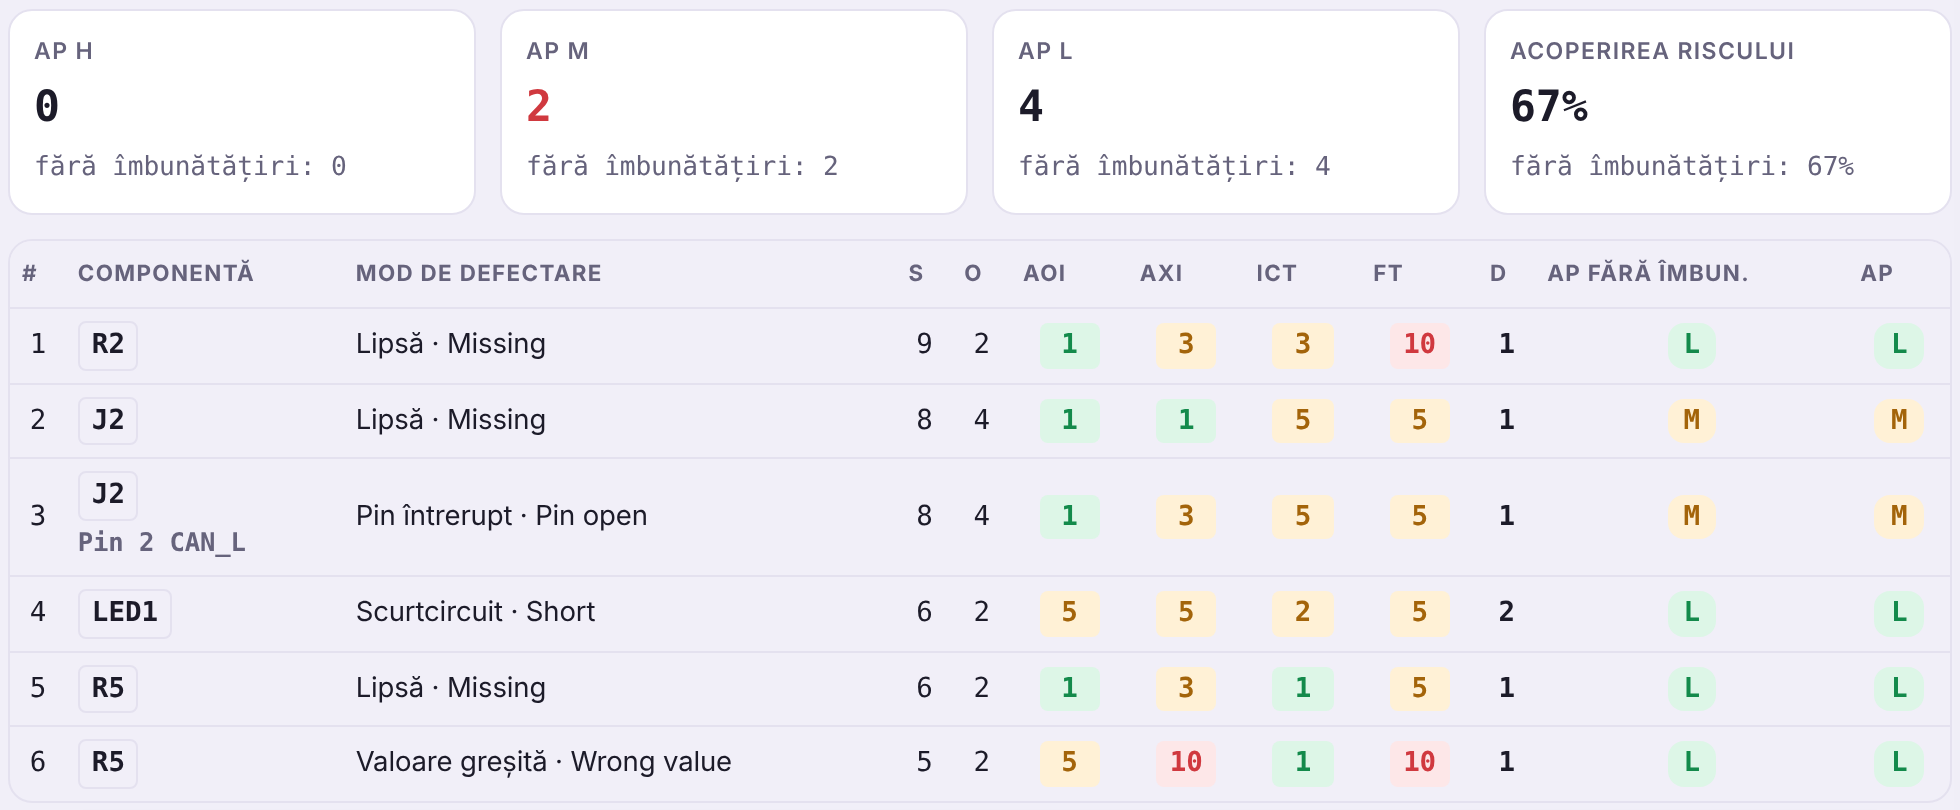 AP H
0
fără îmbunătățiri: 0
AP M
2
fără îmbunătățiri: 2
AP L
4
fără îmbunătățiri: 4
ACOPERIREA RISCULUI
67%
fără îmbunătățiri: 67%
# COMPONENTĂ MOD DE DEFECTARE S O AOI AXI ICT FT D AP FĂRĂ ÎMBUN. AP
1 R2 Lipsă · Missing 9 2 1 3 3 10 1 L L
2 J2 Lipsă · Missing 8 4 1 1 5 5 1 M M
3 J2 Pin întrerupt · Pin open 8 4 1 3 5 5 1 M M
Pin 2 CAN_L
4 LED1 Scurtcircuit · Short 6 2 5 5 2 5 2 L L
5 R5 Lipsă · Missing 6 2 1 3 1 5 1 L L
6 R5 Valoare greșită · Wrong value 5 2 5 10 1 10 1 L L